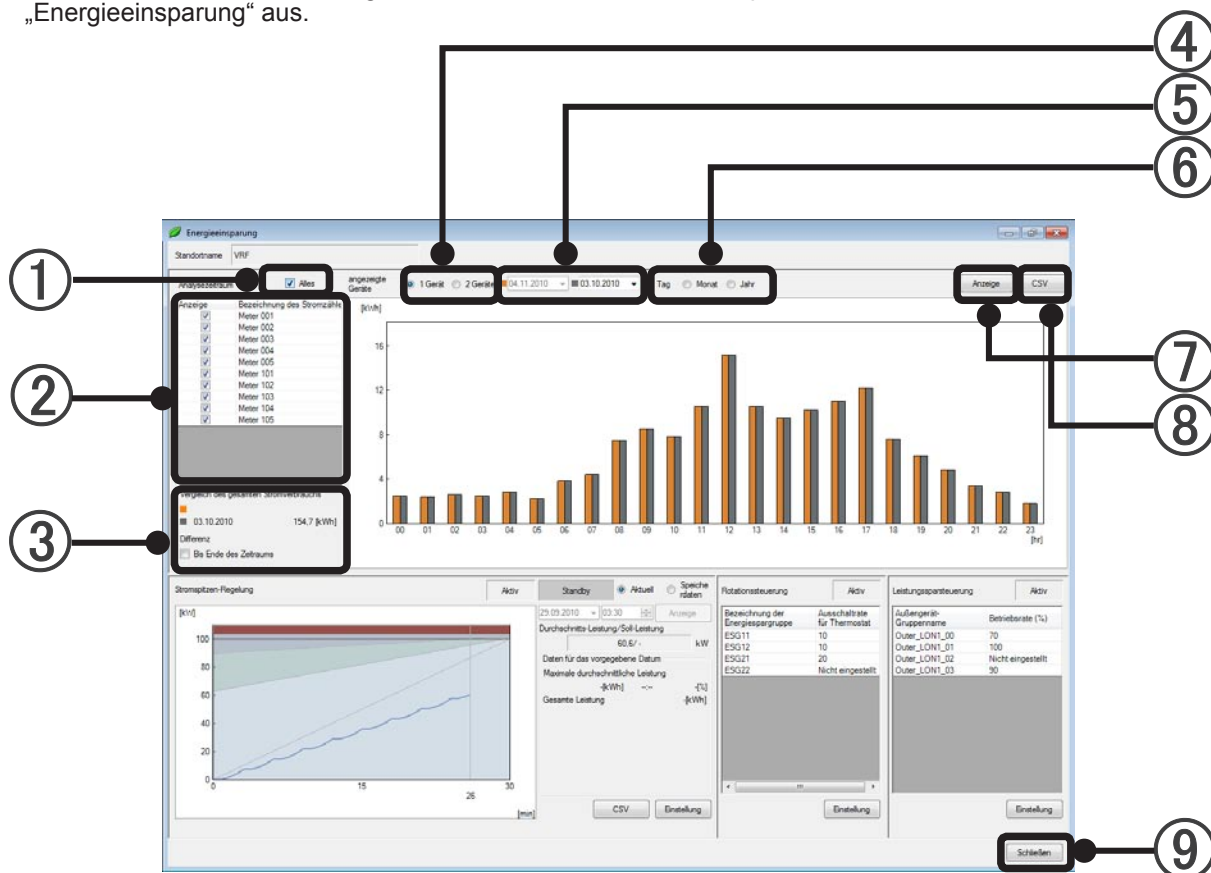 „Energieeinsparung“ aus.
④
⑤
⑥
Energieeinsparung
Standortname VRF
①
Analysezeitraum Alles angezeigte Geräte 1 Gerät 2 Geräte 04.11.2010 03.10.2010 Tag Monat Jahr Anzeige CSV
Anzeige Bezeichnung des Stromzähle
Meter 001
Meter 002
Meter 003
Meter 004
Meter 005
Meter 101
Meter 102
Meter 103
Meter 104
Meter 105
②
[kWh]
16
12
8
4
0
00 01 02 03 04 05 06 07 08 09 10 11 12 13 14 15 16 17 18 19 20 21 22 23
[hr]
⑦
⑧
Vergleich des gesamten Stromverbrauchs
03.10.2010 154,7 [kWh]
Differenz
Bis Ende des Zeitraums
③
Stromspitzen-Regelung Aktiv
[kW]
100
80
60
40
20
0
0 15 26 30
[min]
Standby Aktuell Speiche rdaten
29.09.2010 03:30 Anzeige
Durchschnitts-Leistung/Soll-Leistung
60,6/ - kW
Daten für das vorgegebene Datum
Maximale durchschnittliche Leistung
-[kWh] --:-- -[%]
Gesamte Leistung -[kWh]
CSV Einstellung
Rotationssteuerung Aktiv
Bezeichnung der Energiespargruppe Ausschaltrate für Thermostat
ESG11 10
ESG12 10
ESG21 20
ESG22 Nicht eingestellt
Einstellung
Leistungssparsteuerung Aktiv
Außengerät-Gruppenname Betriebsrate (%)
Outer_LON1_00 70
Outer_LON1_01 100
Outer_LON1_02 Nicht eingestellt
Outer_LON1_03 90
Einstellung
Schließen
⑨